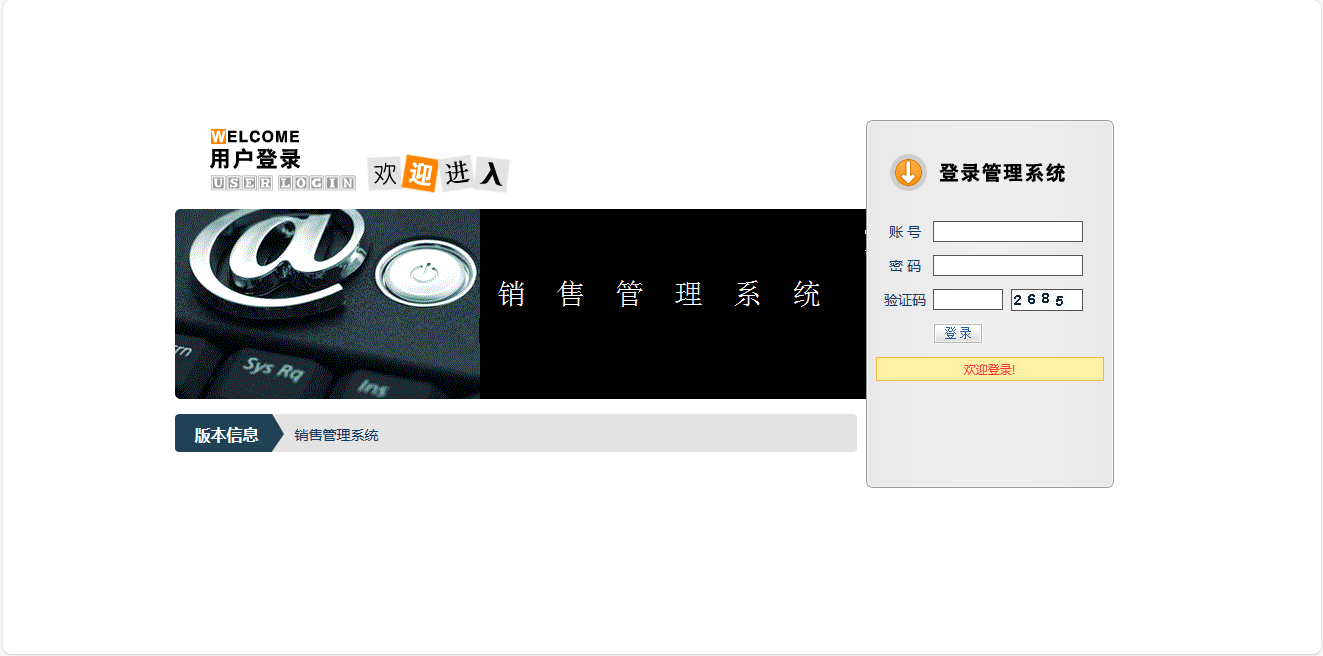 WELCOME
用户登录
USER LOGIN
欢迎进入
rn
Sys Rq
Ins
销售管理系统
版本信息
销售管理系统
登录管理系统
账 号
密 码
验证码
2685
登 录
欢迎登录!